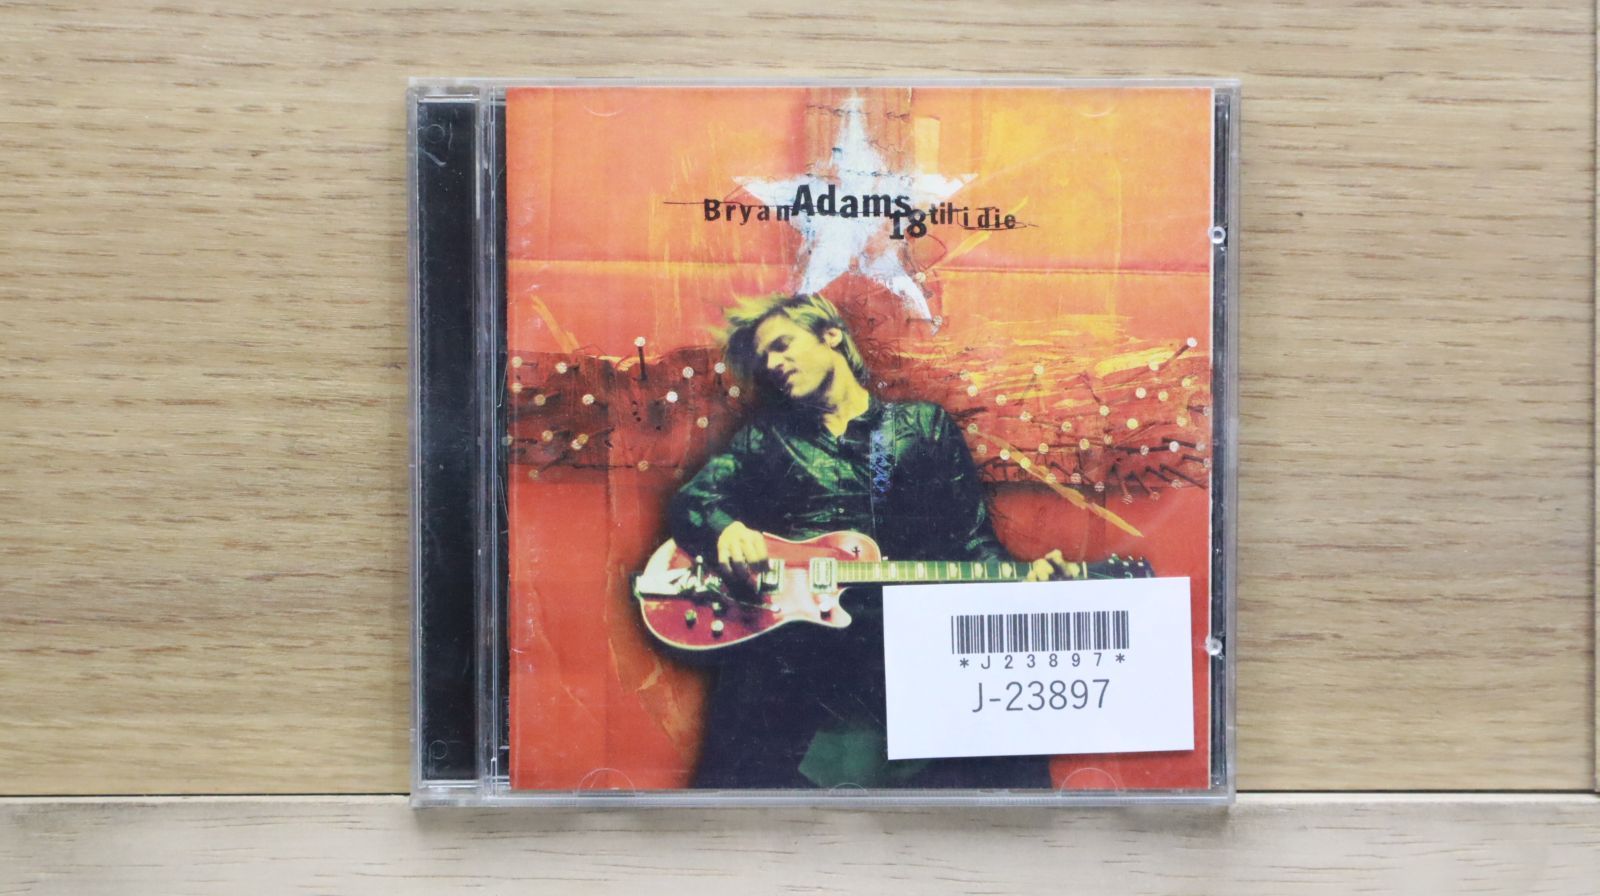 Bryan Adams 18 til i die
*J23897*
J-23897